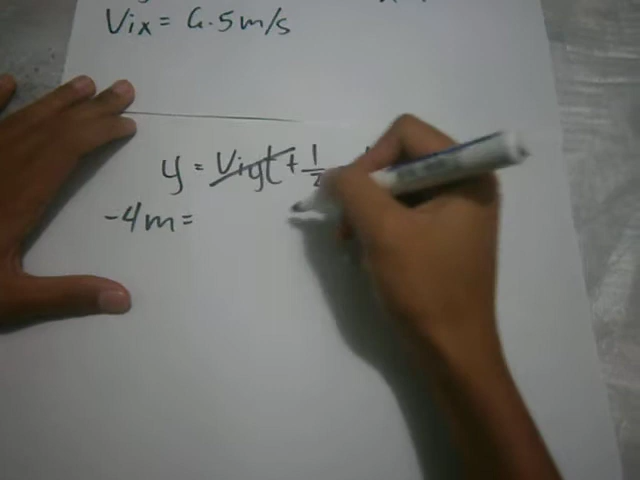 Vix = 6.5m/s
y = Viyt + 1/2
-4m =